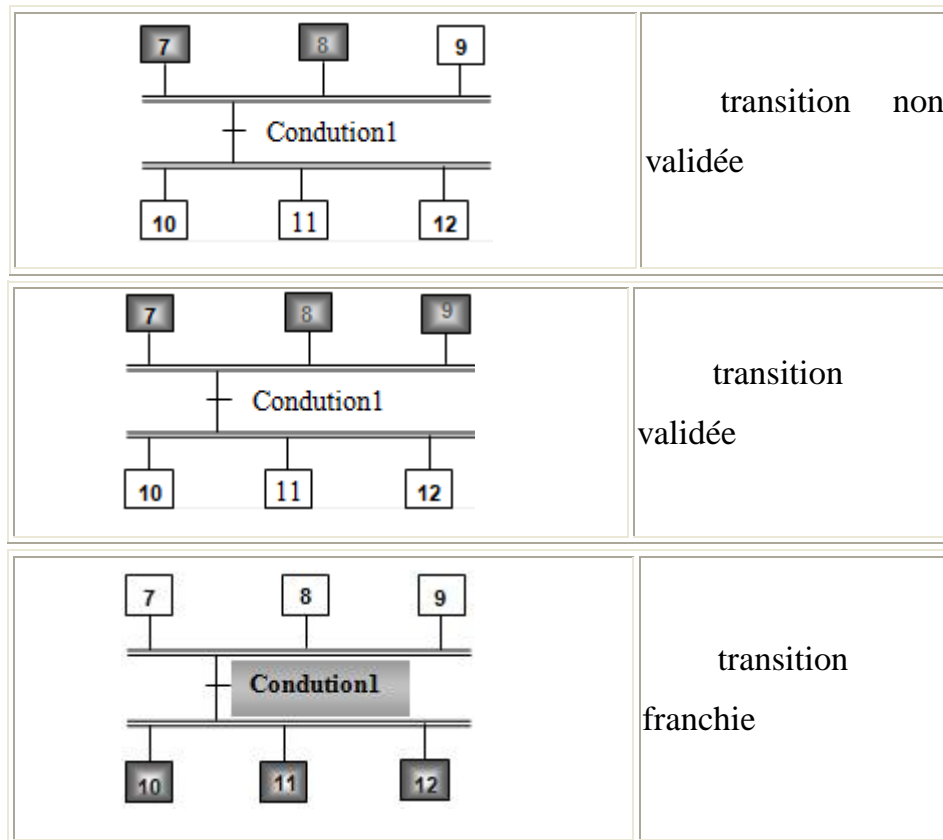 7 8 9
Condution1
10 11 12
transition non
validée
7 8 9
Condution1
10 11 12
transition
validée
7 8 9
Condution1
10 11 12
transition
franchie